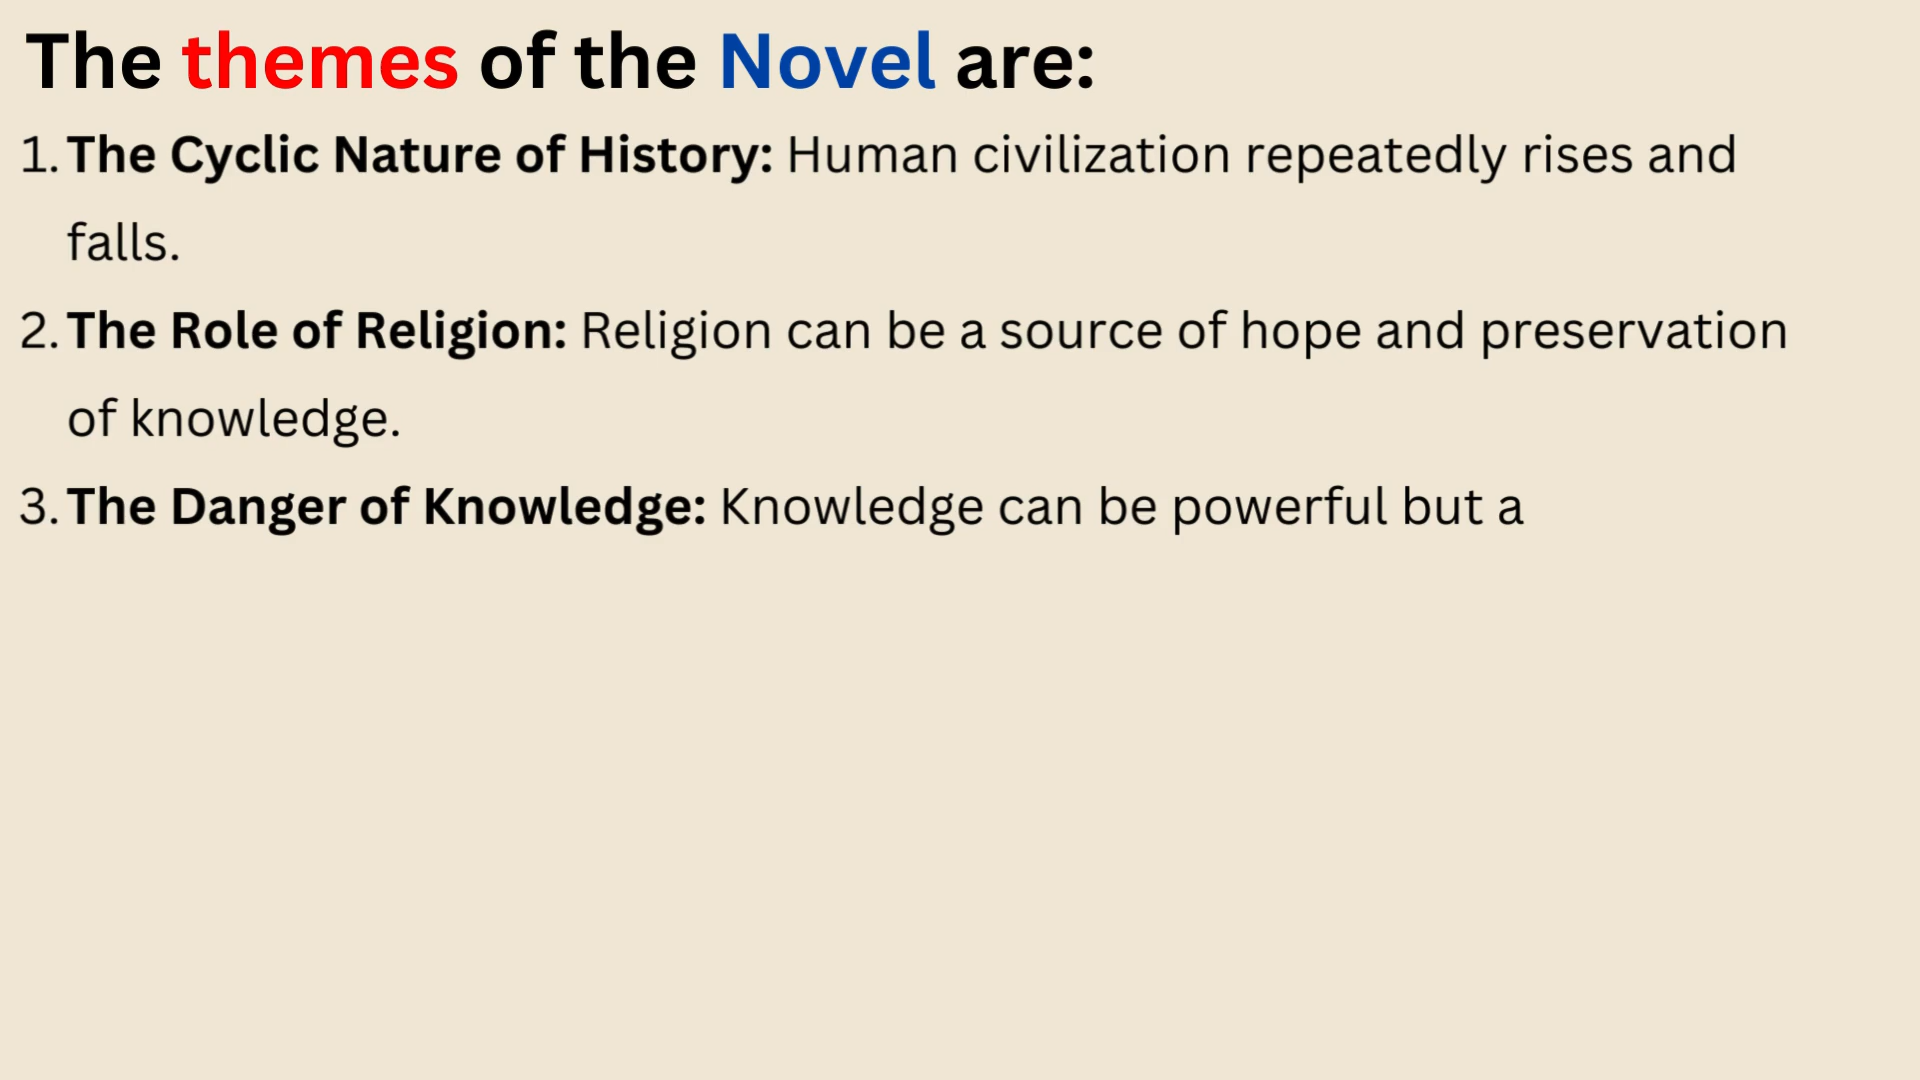 The themes of the Novel are:
1. The Cyclic Nature of History: Human civilization repeatedly rises and
falls.
2. The Role of Religion: Religion can be a source of hope and preservation
of knowledge.
3. The Danger of Knowledge: Knowledge can be powerful but a